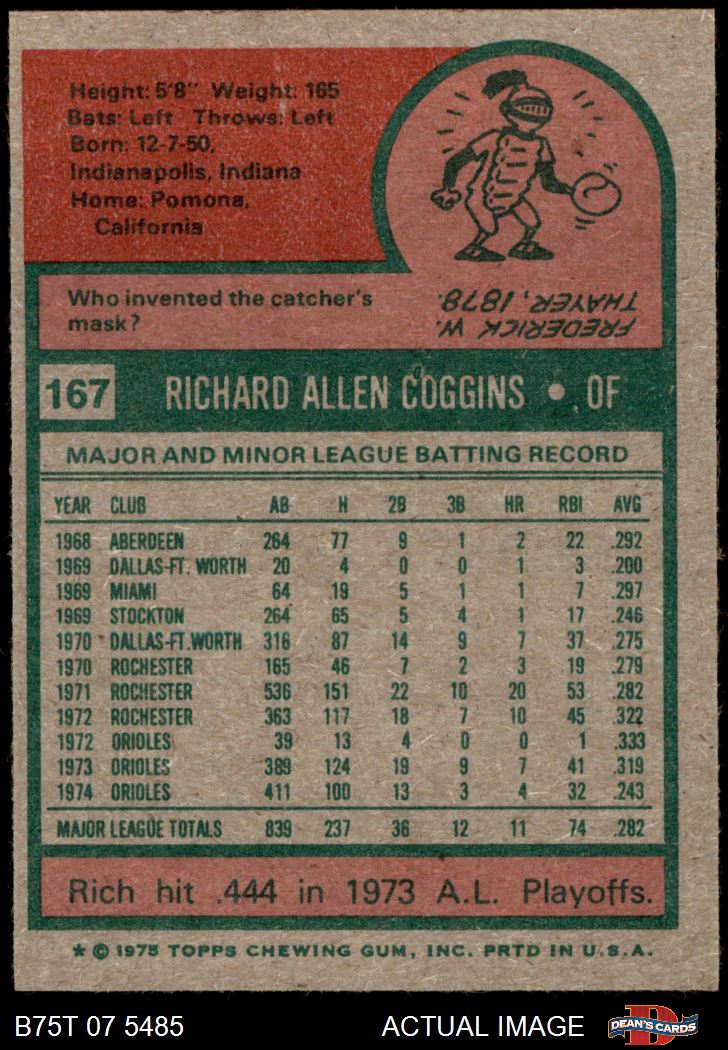 Height: 5'8" Weight: 165
Bats: Left Throws: Left
Born: 12-7-50,
Indianapolis, Indiana
Home: Pomona,
California
Who invented the catcher's
mask?
FREDERICK W.
THAYER, 1878.
167 RICHARD ALLEN COGGINS • OF
MAJOR AND MINOR LEAGUE BATTING RECORD
YEAR CLUB AB H 2B 3B HR RBI AVG
1968 ABERDEEN 264 77 9 1 2 22 .292
1969 DALLAS-FT. WORTH 20 4 0 0 1 3 .200
1969 MIAMI 64 19 5 1 1 7 .297
1969 STOCKTON 264 65 5 4 1 17 .246
1970 DALLAS-FT.WORTH 316 87 14 9 7 37 .275
1970 ROCHESTER 165 46 7 2 3 19 .279
1971 ROCHESTER 536 151 22 10 20 53 .282
1972 ROCHESTER 363 117 18 7 10 45 .322
1972 ORIOLES 39 13 4 0 0 1 .333
1973 ORIOLES 389 124 19 9 7 41 .319
1974 ORIOLES 411 100 13 3 4 32 .243
MAJOR LEAGUE TOTALS 839 237 36 12 11 74 .282
Rich hit .444 in 1973 A.L. Playoffs.
* © 1975 TOPPS CHEWING GUM, INC. PRTD IN U.S.A.
B75T 07 5485 ACTUAL IMAGE D DEAN'S CARDS